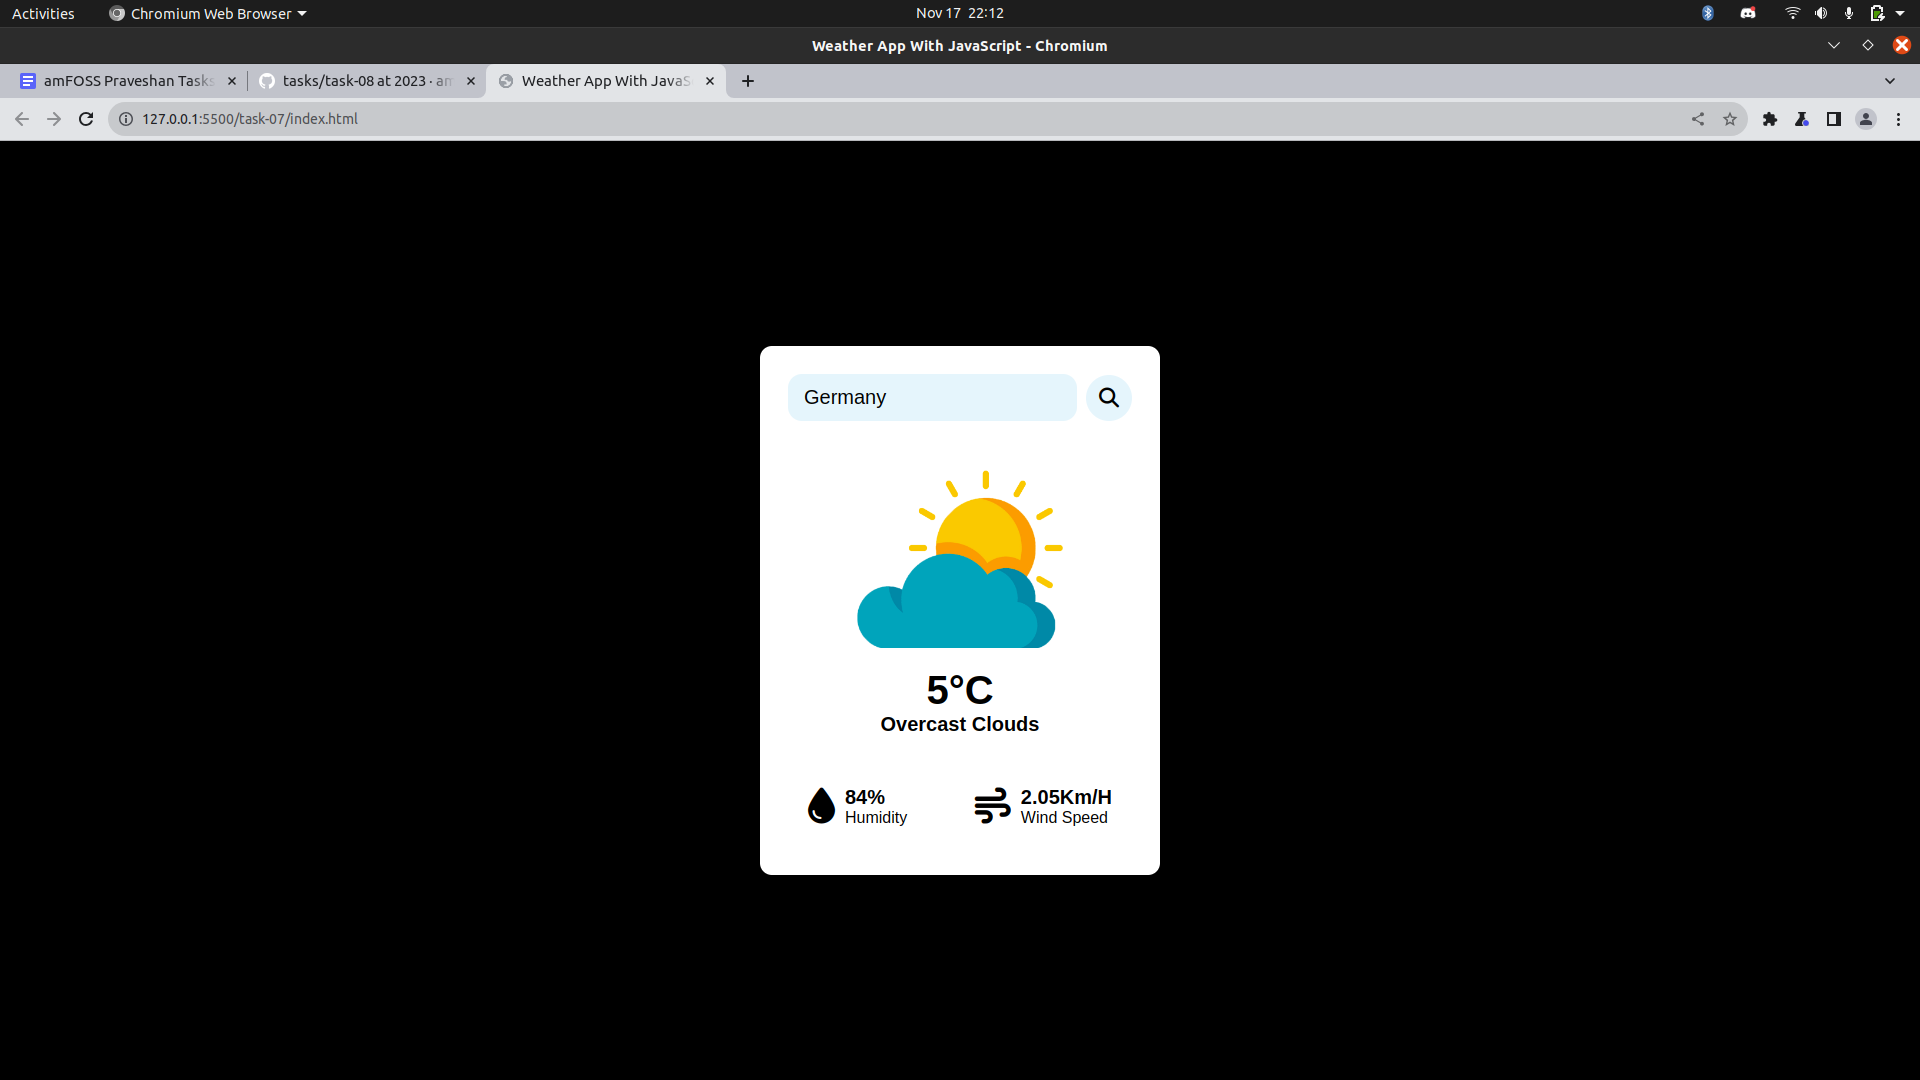 Activities Chromium Web Browser Nov 17 22:12
Weather App With JavaScript - Chromium
amFOSS Praveshan Tasks tasks/task-08 at 2023 · am Weather App With JavaS
127.0.0.1:5500/task-07/index.html
Germany
5°C
Overcast Clouds
84% 2.05Km/H
Humidity Wind Speed